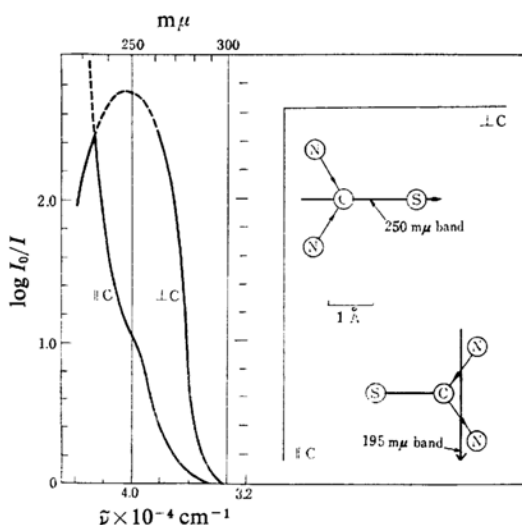 mμ
250 300
2.0
1.0
0
log I₀/I
∥C
⊥C
4.0 3.2
ν̃ × 10⁻⁴ cm⁻¹
⊥C
N
C
S
N
250 mμ band
1 Å
N
S
C
N
195 mμ band
∥C